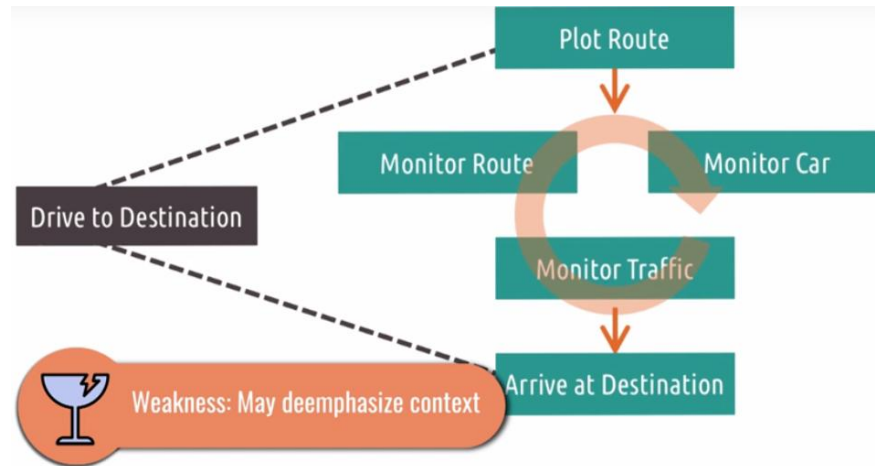 Plot Route
Monitor Route
Monitor Car
Drive to Destination
Monitor Traffic
Arrive at Destination
Weakness: May deemphasize context